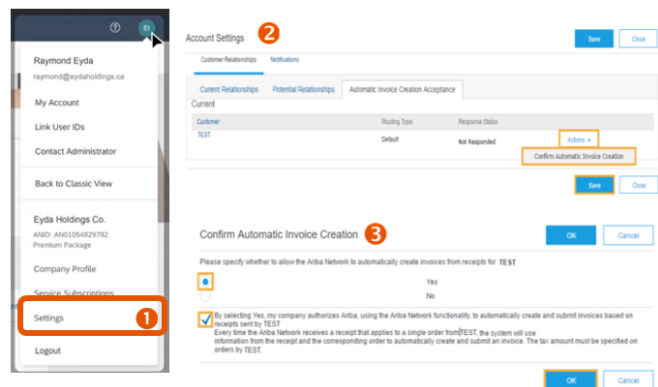 EI
Raymond Eyda
raymond@eydaholdings.ca
My Account
Link User IDs
Contact Administrator
Back to Classic View
Eyda Holdings Co.
ANID: AN01054829782
Premium Package
Company Profile
Service Subscriptions
Settings
1
Logout
Account Settings
2
Save
Close
Customer Relationships
Notifications
Current Relationships
Potential Relationships
Automatic Invoice Creation Acceptance
Current
Customer
Routing Type
Response Status
TEST
Default
Not Responded
Actions
Confirm Automatic Invoice Creation
Save
Close
Confirm Automatic Invoice Creation
3
OK
Cancel
Please specify whether to allow the Ariba Network to automatically create invoices from receipts for TEST
Yes
No
By selecting Yes, my company authorizes Ariba, using the Ariba Network functionality, to automatically create and submit invoices based on
receipts sent by TEST
Every time the Ariba Network receives a receipt that applies to a single order from TEST, the system will use
information from the receipt and the corresponding order to automatically create and submit an invoice. The tax amount must be specified on
orders by TEST.
OK
Cancel